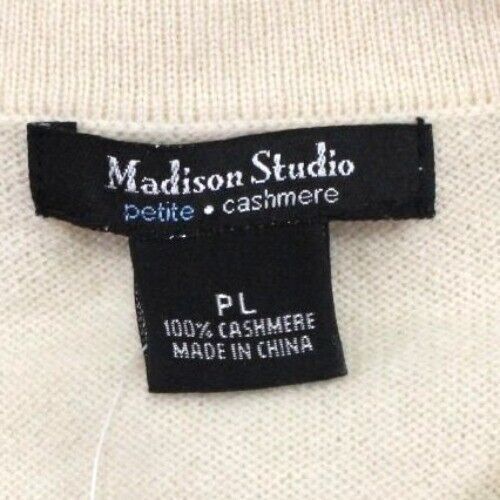 Madison Studio
petite • cashmere
PL
100% CASHMERE
MADE IN CHINA